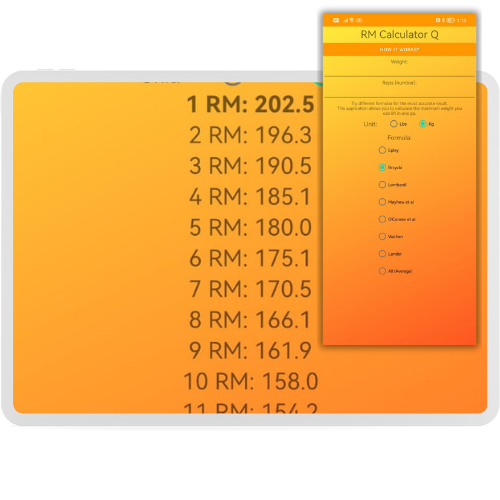 1 RM: 202.5
2 RM: 196.3
3 RM: 190.5
4 RM: 185.1
5 RM: 180.0
6 RM: 175.1
7 RM: 170.5
8 RM: 166.1
9 RM: 161.9
10 RM: 158.0
11 RM: 154.2
RM Calculator Q
HOW IT WORKS?
Weight:
Reps (number):
Try different formulas for the most accurate result.
This application allows you to calculate the maximum weight you
can lift in one go.
Unit: Lbs Kg
Formula:
Epley
Brzycki
Lombardi
Mayhew et al
O'Conner et al
Wathan
Lander
All (Average)